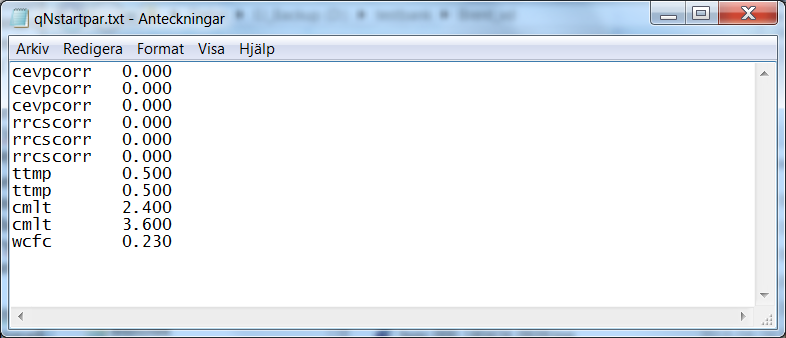 qNstartpar.txt - Anteckningar
Arkiv Redigera Format Visa Hjälp
cevpcorr 0.000
cevpcorr 0.000
cevpcorr 0.000
rrcscorr 0.000
rrcscorr 0.000
rrcscorr 0.000
ttmp 0.500
ttmp 0.500
cmlt 2.400
cmlt 3.600
wcfc 0.230